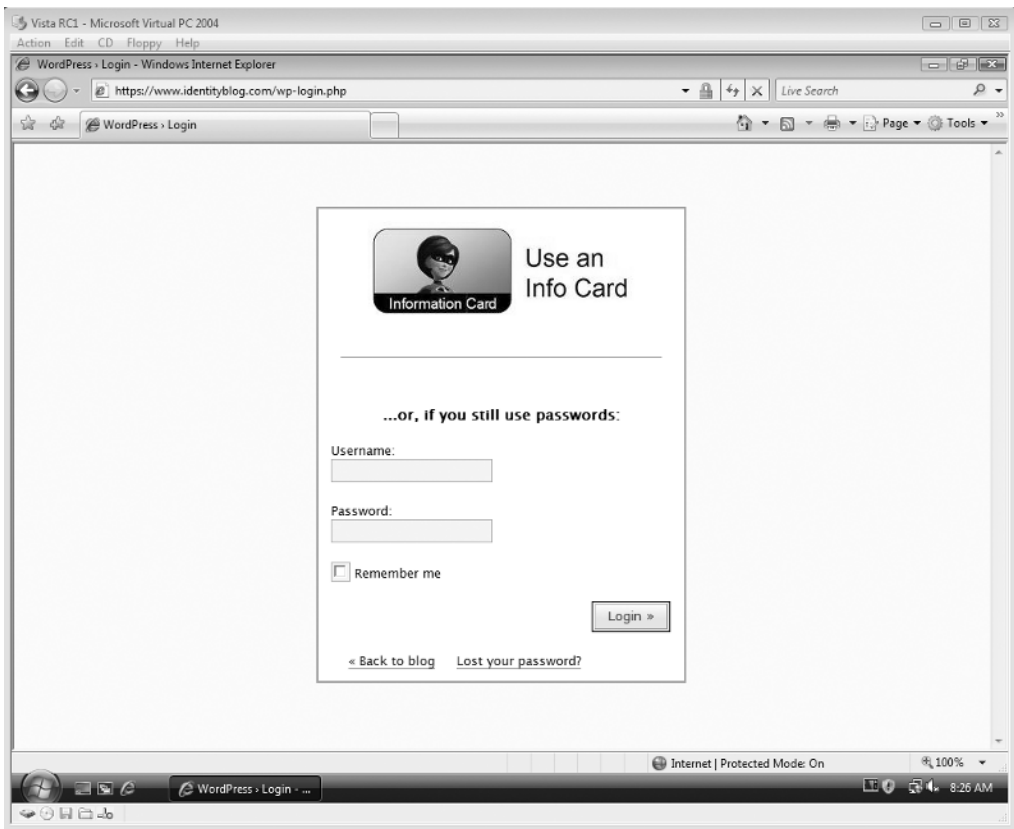 Vista RC1 - Microsoft Virtual PC 2004
Action Edit CD Floppy Help
WordPress › Login - Windows Internet Explorer
https://www.identityblog.com/wp-login.php
Live Search
WordPress › Login
Page
Tools
Information Card
Use an
Info Card
...or, if you still use passwords:
Username:
Password:
Remember me
Login »
« Back to blog Lost your password?
Internet | Protected Mode: On
100%
WordPress › Login - ...
8:26 AM